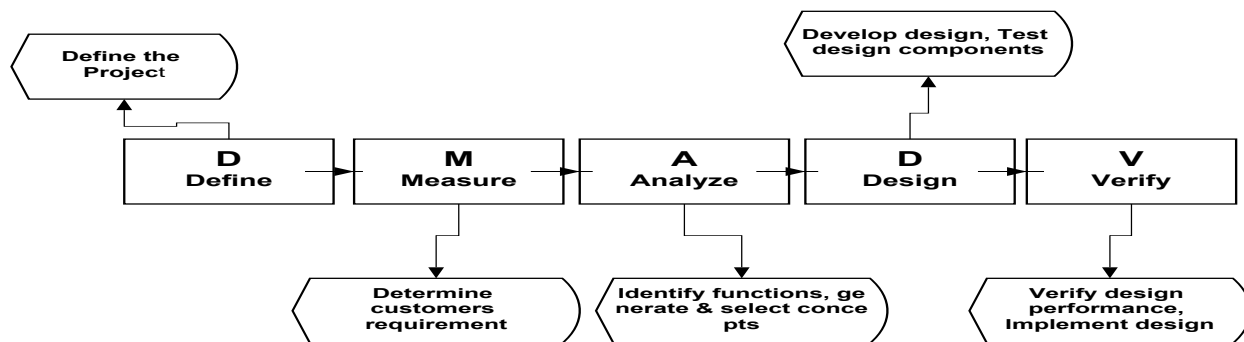 Develop design, Test
design components
Define the
Project
D
Define
M
Measure
A
Analyze
D
Design
V
Verify
Determine
customers
requirement
Identify functions, ge
nerate & select conce
pts
Verify design
performance,
Implement design